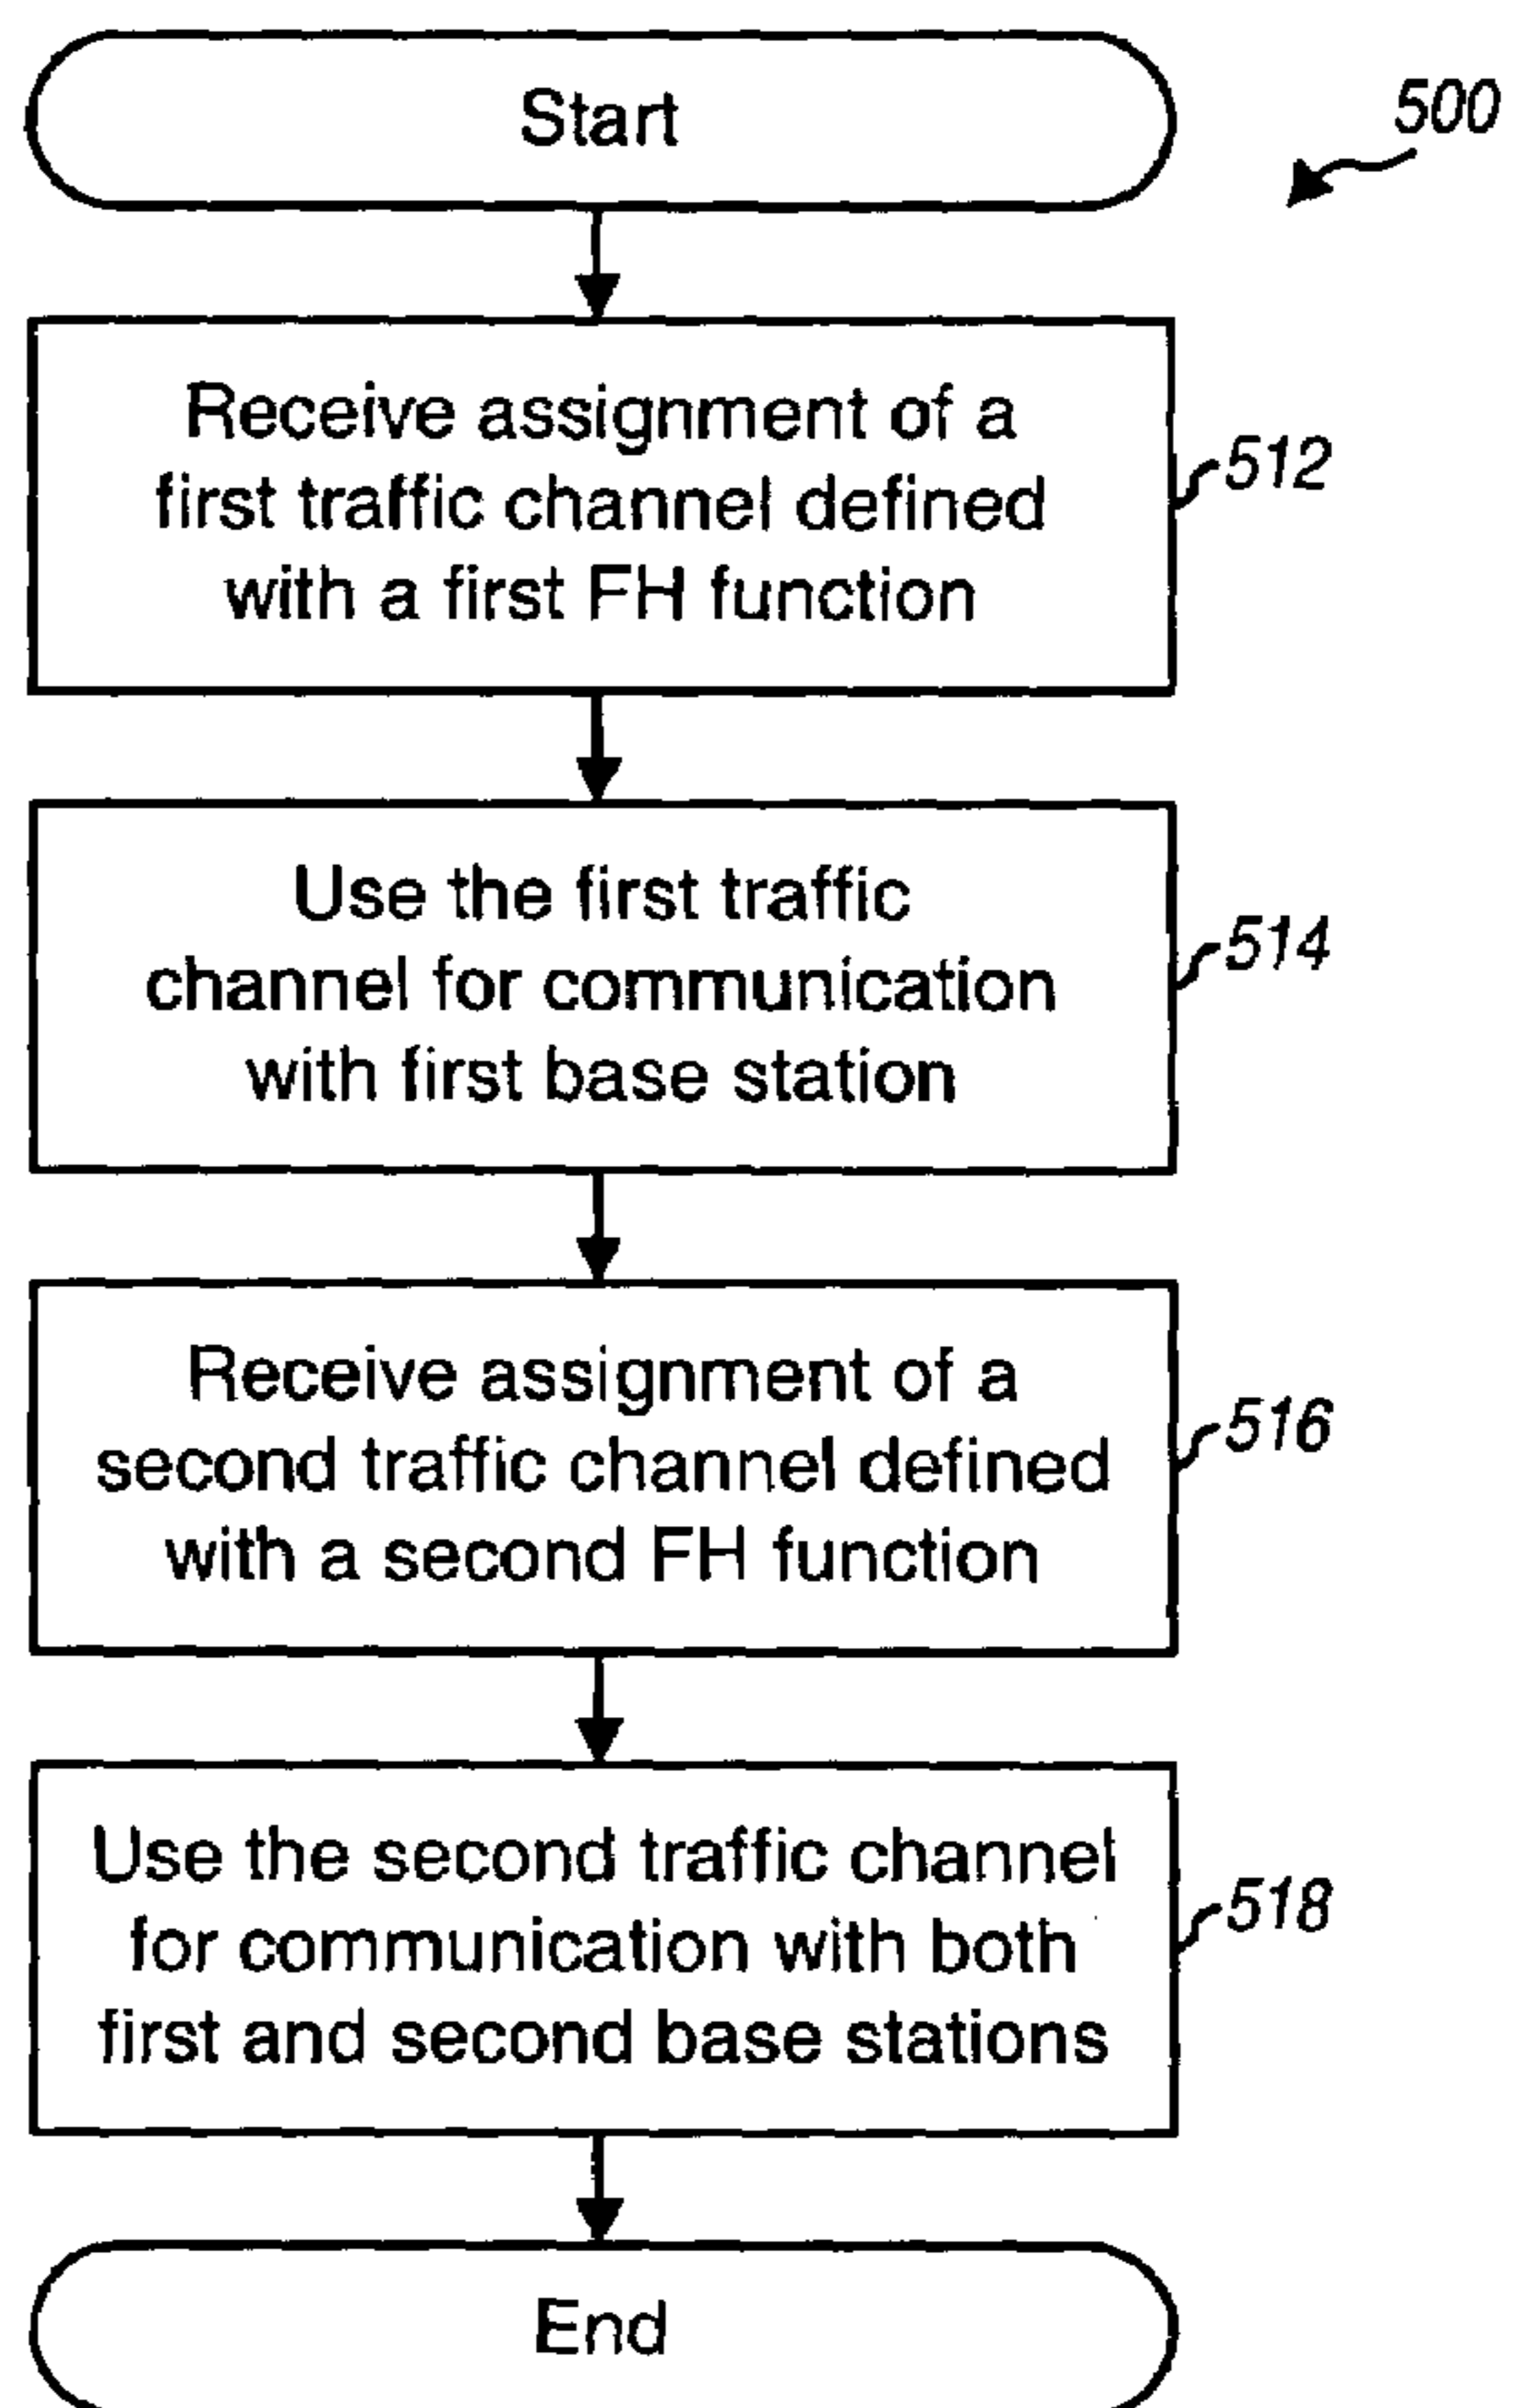 Start
500
Receive assignment of a
first traffic channel defined
with a first FH function
512
Use the first traffic
channel for communication
with first base station
514
Receive assignment of a
second traffic channel defined
with a second FH function
516
Use the second traffic channel
for communication with both
first and second base stations
518
End